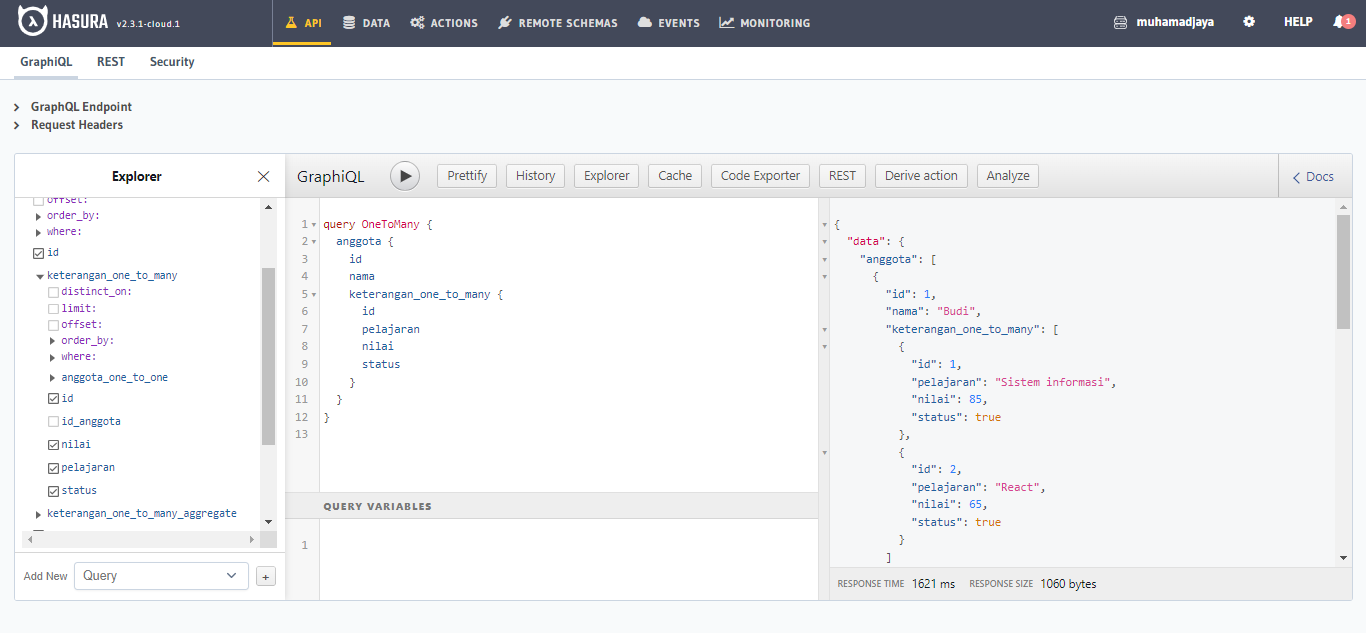 HASURA v2.3.1-cloud.1
API DATA ACTIONS REMOTE SCHEMAS EVENTS MONITORING
muhamadjaya HELP 1
GraphiQL REST Security
GraphQL Endpoint
Request Headers
Explorer
offset:
order_by:
where:
id
keterangan_one_to_many
distinct_on:
limit:
offset:
order_by:
where:
anggota_one_to_one
id
id_anggota
nilai
pelajaran
status
keterangan_one_to_many_aggregate
Add New Query +
GraphiQL Prettify History Explorer Cache Code Exporter REST Derive action Analyze Docs
1 query OneToMany {
2 anggota {
3 id
4 nama
5 keterangan_one_to_many {
6 id
7 pelajaran
8 nilai
9 status
10 }
11 }
12 }
13
QUERY VARIABLES
1
{
"data": {
"anggota": [
{
"id": 1,
"nama": "Budi",
"keterangan_one_to_many": [
{
"id": 1,
"pelajaran": "Sistem informasi",
"nilai": 85,
"status": true
},
{
"id": 2,
"pelajaran": "React",
"nilai": 65,
"status": true
}
]
RESPONSE TIME 1621 ms RESPONSE SIZE 1060 bytes